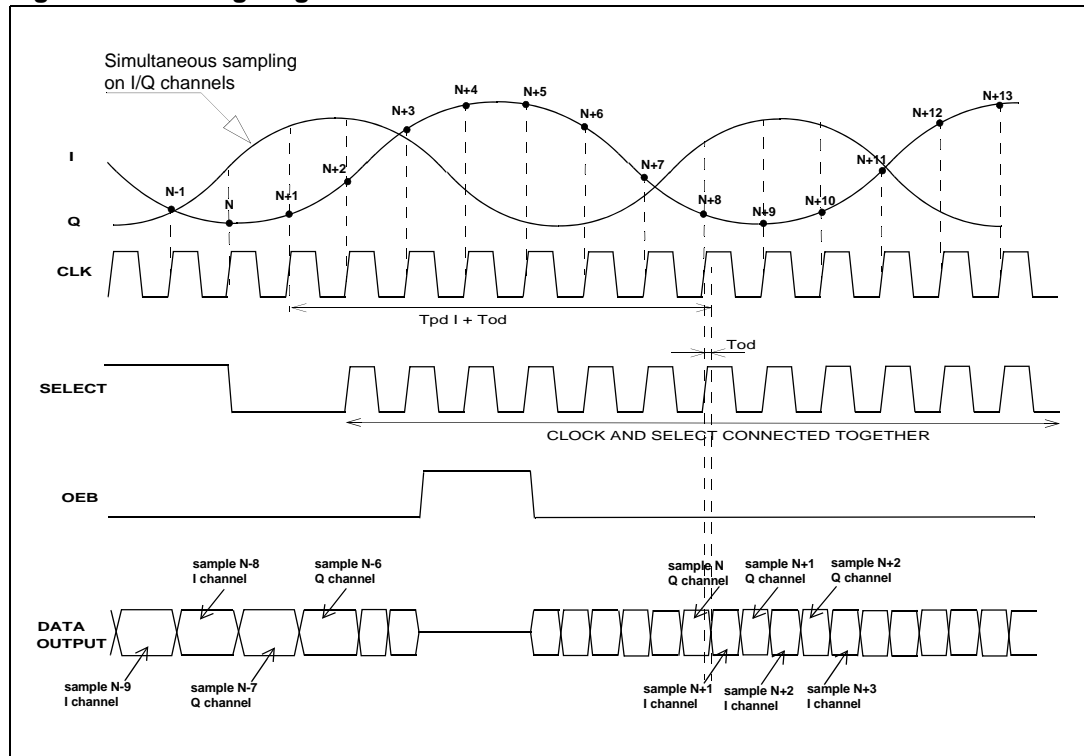 Simultaneous sampling
on I/Q channels
N+4
N+5
N+13
N+3
N+6
N+12
I
N+2
N+7
N+11
N-1
N
N+1
N+8
N+9
N+10
Q
CLK
Tpd I + Tod
Tod
SELECT
CLOCK AND SELECT CONNECTED TOGETHER
OEB
sample N-8
I channel
sample N-6
Q channel
sample N
Q channel
sample N+1
Q channel
sample N+2
Q channel
DATA
OUTPUT
sample N-9
I channel
sample N-7
Q channel
sample N+1
I channel
sample N+2
I channel
sample N+3
I channel